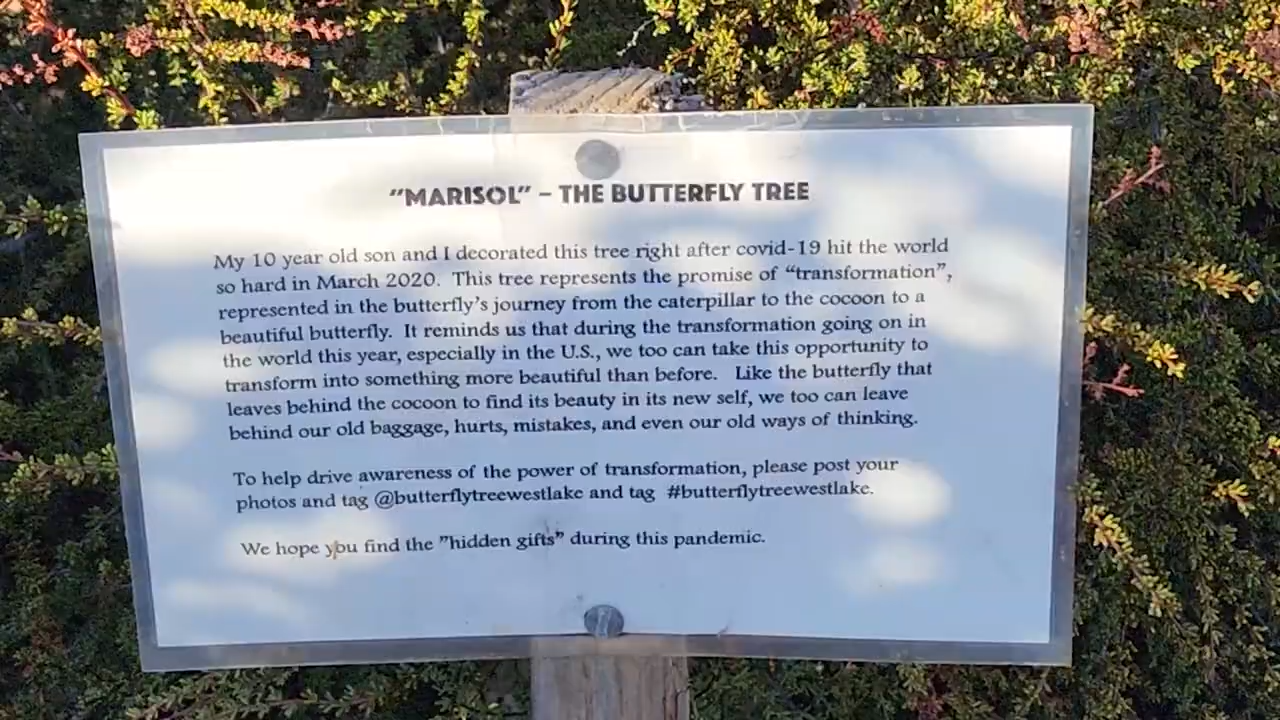 "MARISOL" – THE BUTTERFLY TREE
My 10 year old son and I decorated this tree right after covid-19 hit the world
so hard in March 2020.  This tree represents the promise of "transformation",
represented in the butterfly's journey from the caterpillar to the cocoon to a
beautiful butterfly.  It reminds us that during the transformation going on in
the world this year, especially in the U.S., we too can take this opportunity to
transform into something more beautiful than before.   Like the butterfly that
leaves behind the cocoon to find its beauty in its new self, we too can leave
behind our old baggage, hurts, mistakes, and even our old ways of thinking.
To help drive awareness of the power of transformation, please post your
photos and tag @butterflytreewestlake and tag  #butterflytreewestlake.
We hope you find the "hidden gifts" during this pandemic.